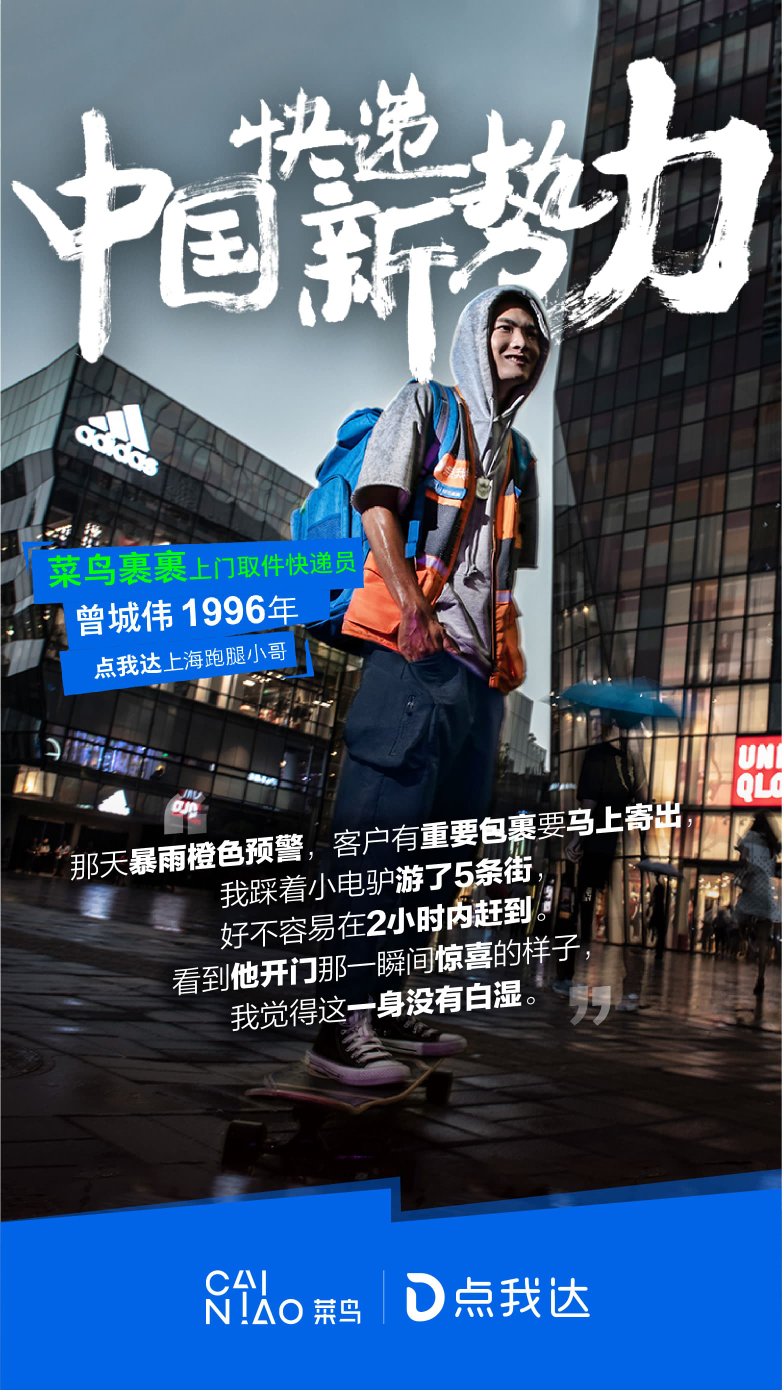 快递
中国新势力
adidas
菜鸟裹裹上门取件快递员
曾城伟 1996年
点我达上海跑腿小哥
UNI
QLO
“
那天暴雨橙色预警，客户有重要包裹要马上寄出，
我踩着小电驴游了5条街，
好不容易在2小时内赶到。
看到他开门那一瞬间惊喜的样子，
我觉得这一身没有白湿。
”
CAI
NIAO 菜鸟
点我达